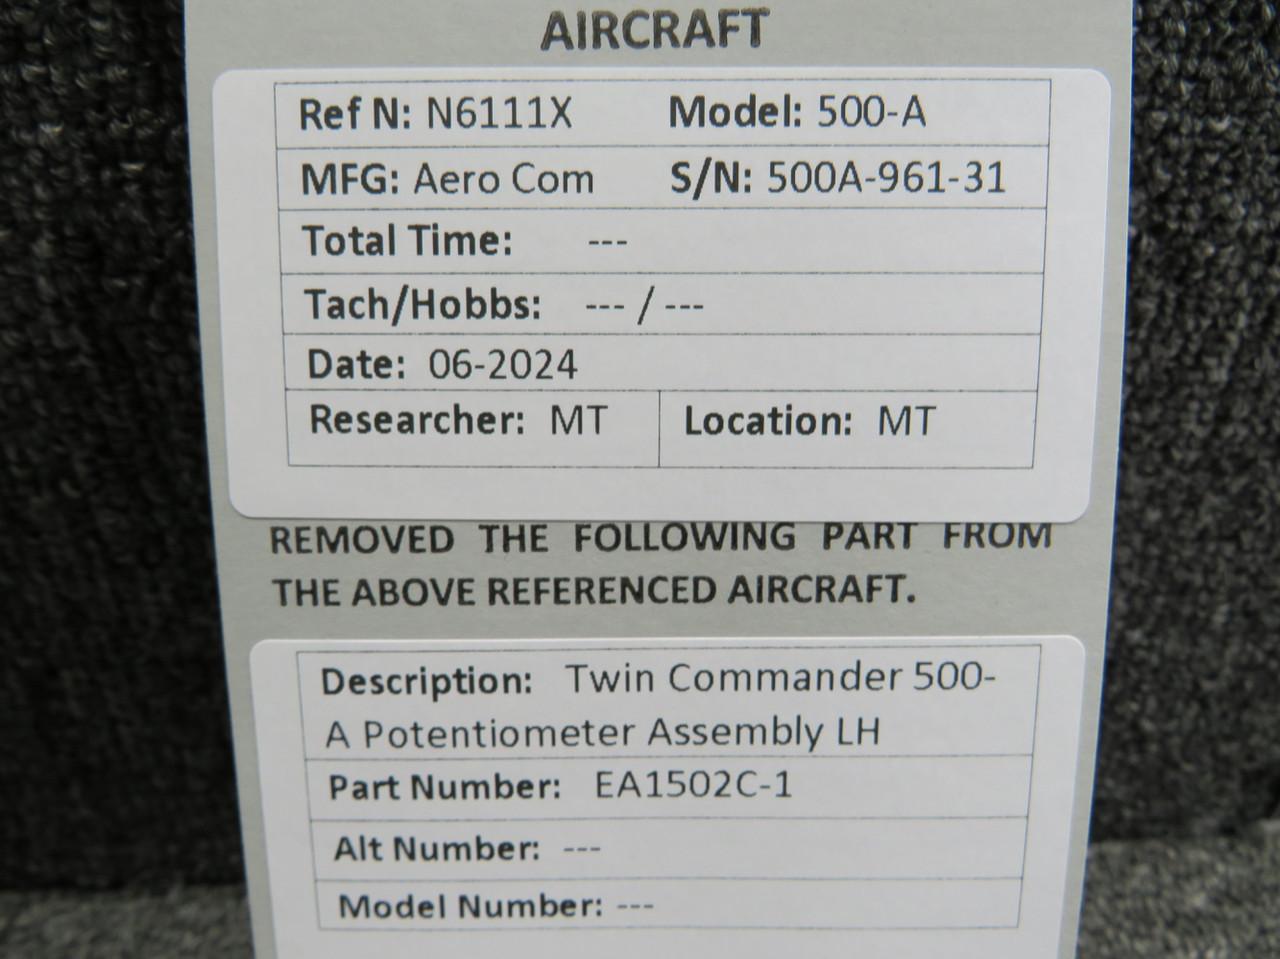 AIRCRAFT
Ref N: N6111X Model: 500-A
MFG: Aero Com S/N: 500A-961-31
Total Time: ---
Tach/Hobbs: --- / ---
Date: 06-2024
Researcher: MT Location: MT
REMOVED THE FOLLOWING PART FROM
THE ABOVE REFERENCED AIRCRAFT.
Description: Twin Commander 500-
A Potentiometer Assembly LH
Part Number: EA1502C-1
Alt Number: ---
Model Number: ---